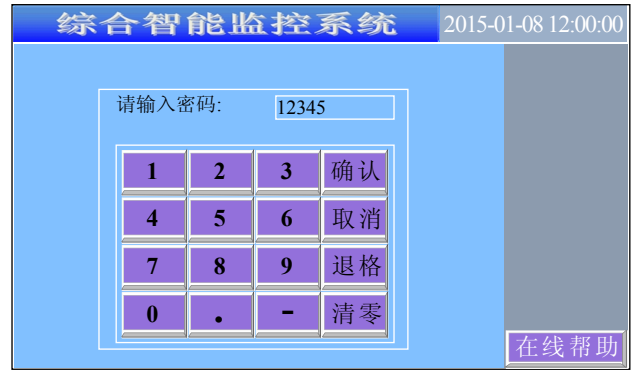 综合智能监控系统 2015-01-08 12:00:00
请输入密码: 12345
1 2 3 确认
4 5 6 取消
7 8 9 退格
0 . - 清零
在线帮助